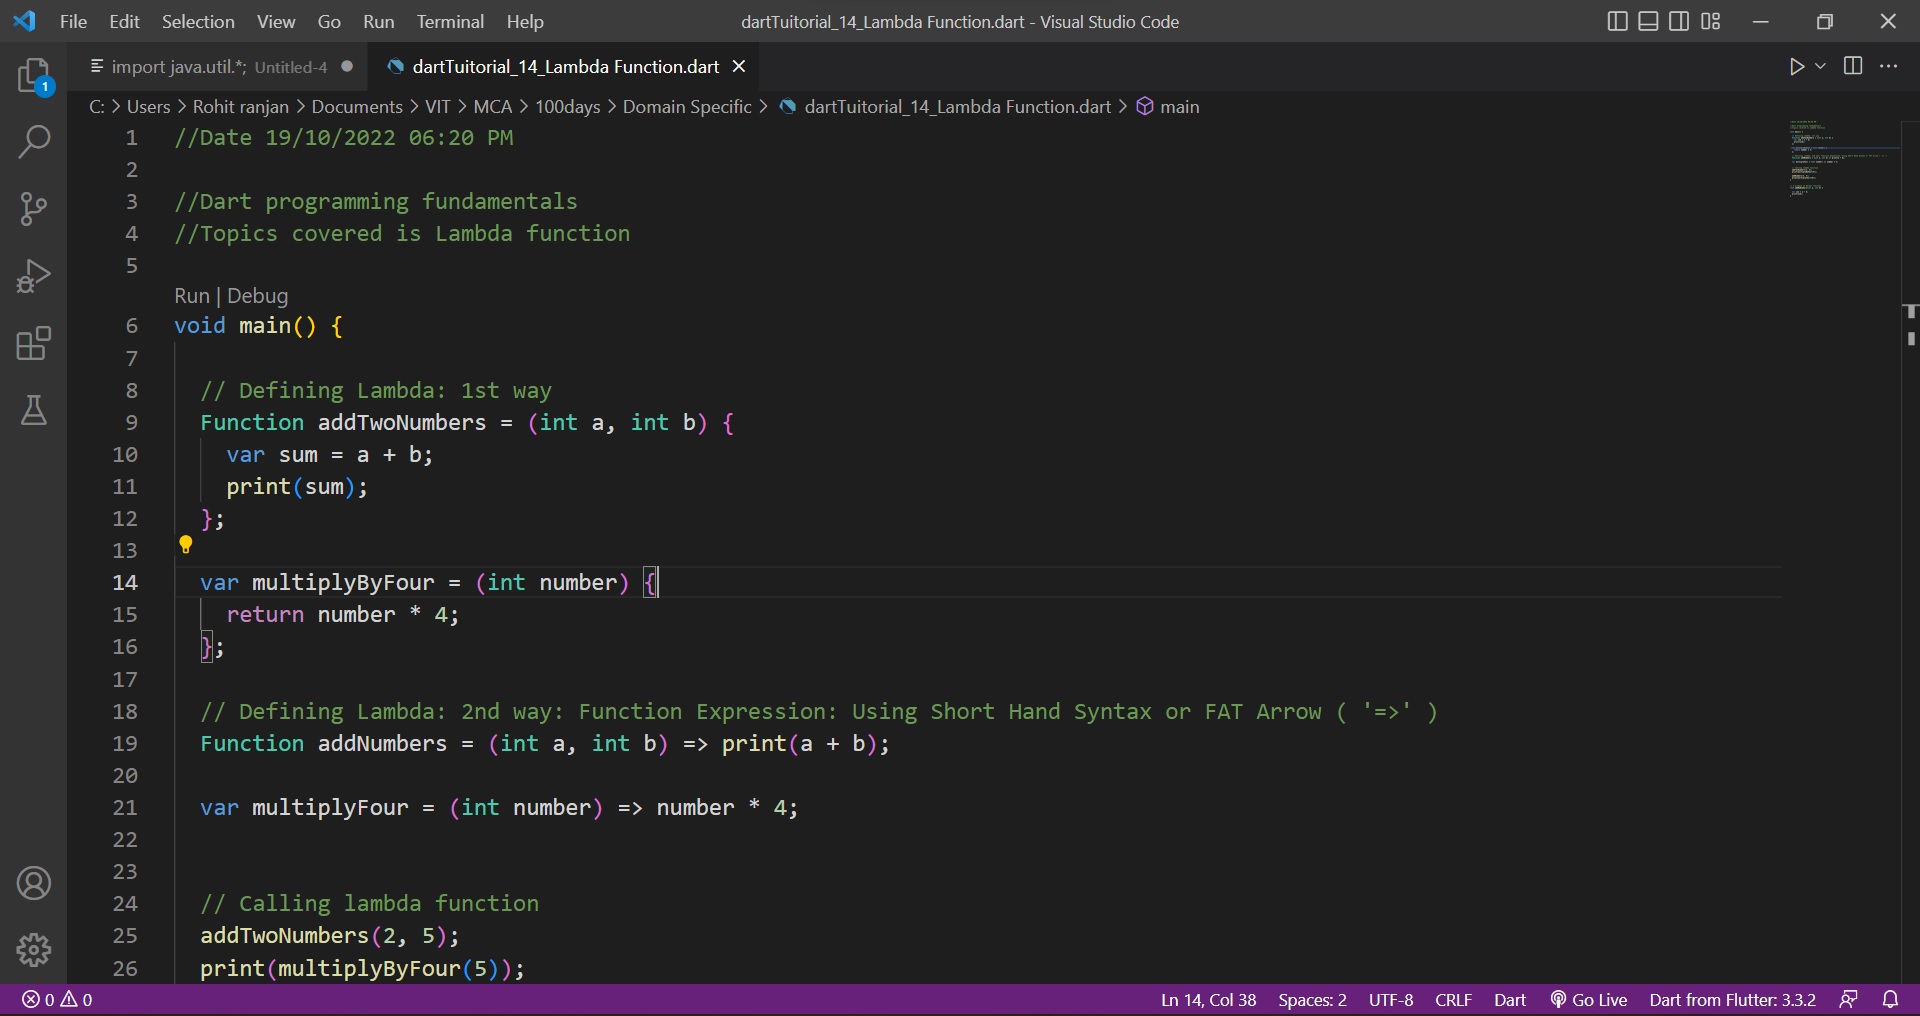 File Edit Selection View Go Run Terminal Help dartTuitorial_14_Lambda Function.dart - Visual Studio Code
import java.util.*; Untitled-4 dartTuitorial_14_Lambda Function.dart
C: > Users > Rohit ranjan > Documents > VIT > MCA > 100days > Domain Specific > dartTuitorial_14_Lambda Function.dart > main
1
1 //Date 19/10/2022 06:20 PM
2
3 //Dart programming fundamentals
4 //Topics covered is Lambda function
5
Run | Debug
6 void main() {
7
8 // Defining Lambda: 1st way
9 Function addTwoNumbers = (int a, int b) {
10 var sum = a + b;
11 print(sum);
12 };
13
14 var multiplyByFour = (int number) {
15 return number * 4;
16 };
17
18 // Defining Lambda: 2nd way: Function Expression: Using Short Hand Syntax or FAT Arrow ( '=>' )
19 Function addNumbers = (int a, int b) => print(a + b);
20
21 var multiplyFour = (int number) => number * 4;
22
23
24 // Calling lambda function
25 addTwoNumbers(2, 5);
26 print(multiplyByFour(5));
0 0 Ln 14, Col 38 Spaces: 2 UTF-8 CRLF Dart Go Live Dart from Flutter: 3.3.2